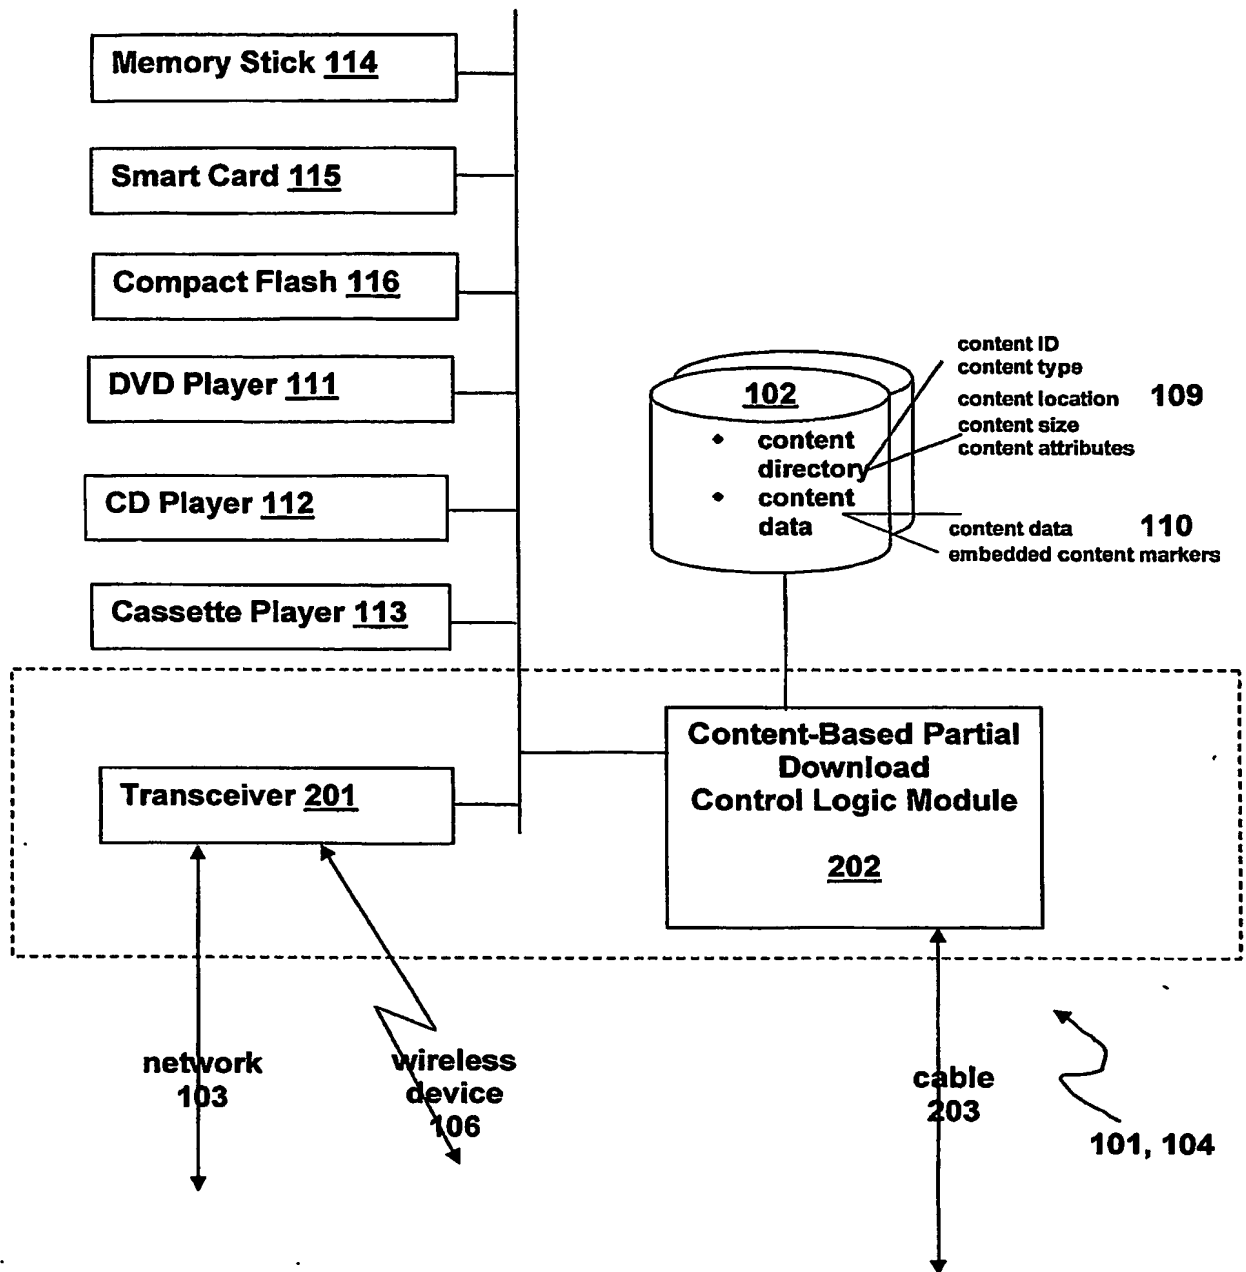 Memory Stick 114
Smart Card 115
Compact Flash 116
DVD Player 111
CD Player 112
Cassette Player 113
102
• content
directory
• content
data
content ID
content type
content location 109
content size
content attributes
content data 110
embedded content markers
Content-Based Partial
Download
Control Logic Module
202
Transceiver 201
network
103
wireless
device
106
cable
203
101, 104